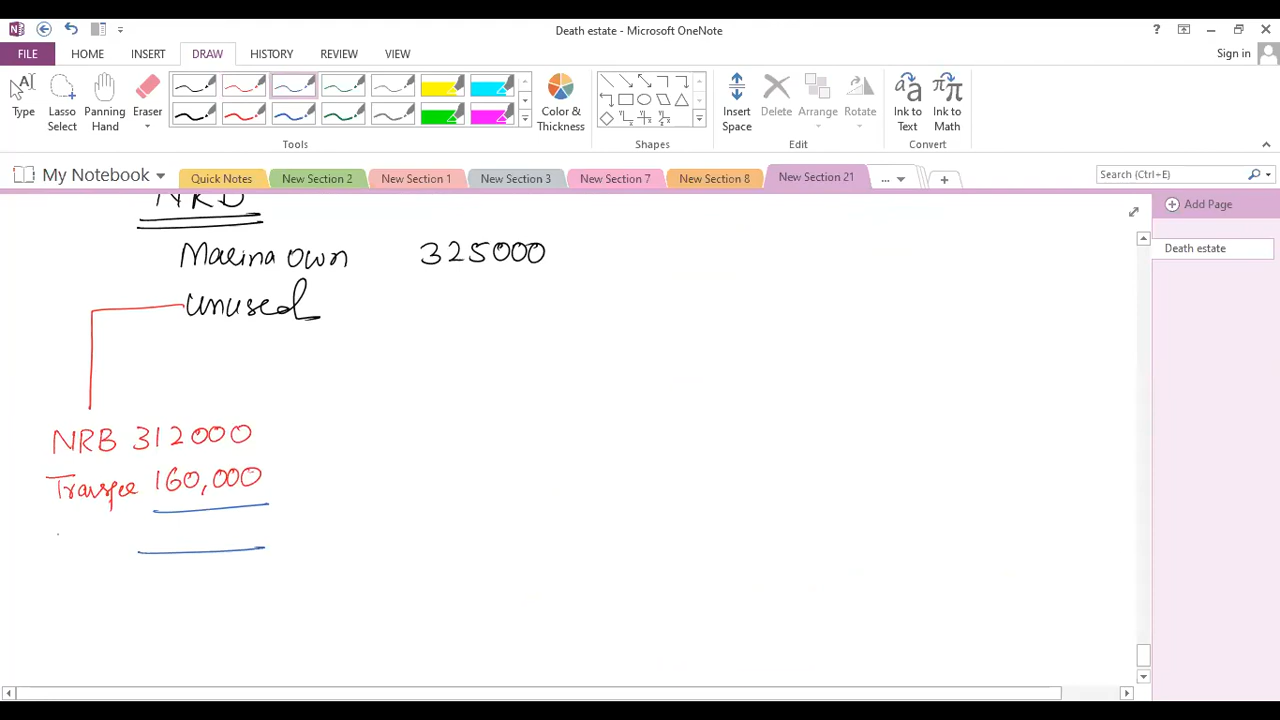 Death estate - Microsoft OneNote
Sign in
FILE HOME INSERT DRAW HISTORY REVIEW VIEW
Type Lasso Select Panning Hand Eraser Color & Thickness Insert Space Delete Arrange Rotate Ink to Text Ink to Math
Tools Shapes Edit Convert
My Notebook Quick Notes New Section 2 New Section 1 New Section 3 New Section 7 New Section 8 New Section 21 ... Search (Ctrl+E)
Add Page
Death estate
NRB
Marina own 325000
Unused
NRB 312000
160,000